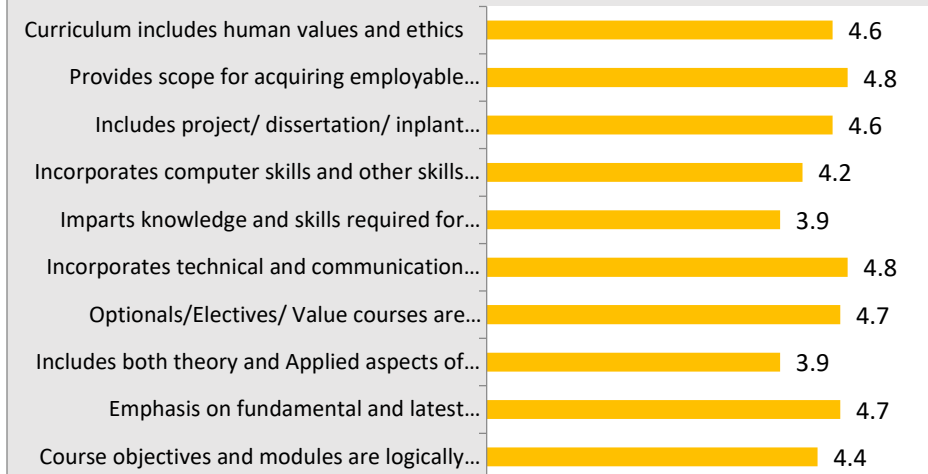 Curriculum includes human values and ethics 4.6
Provides scope for acquiring employable... 4.8
Includes project/ dissertation/ inplant... 4.6
Incorporates computer skills and other skills... 4.2
Imparts knowledge and skills required for... 3.9
Incorporates technical and communication... 4.8
Optionals/Electives/ Value courses are... 4.7
Includes both theory and Applied aspects of... 3.9
Emphasis on fundamental and latest... 4.7
Course objectives and modules are logically... 4.4